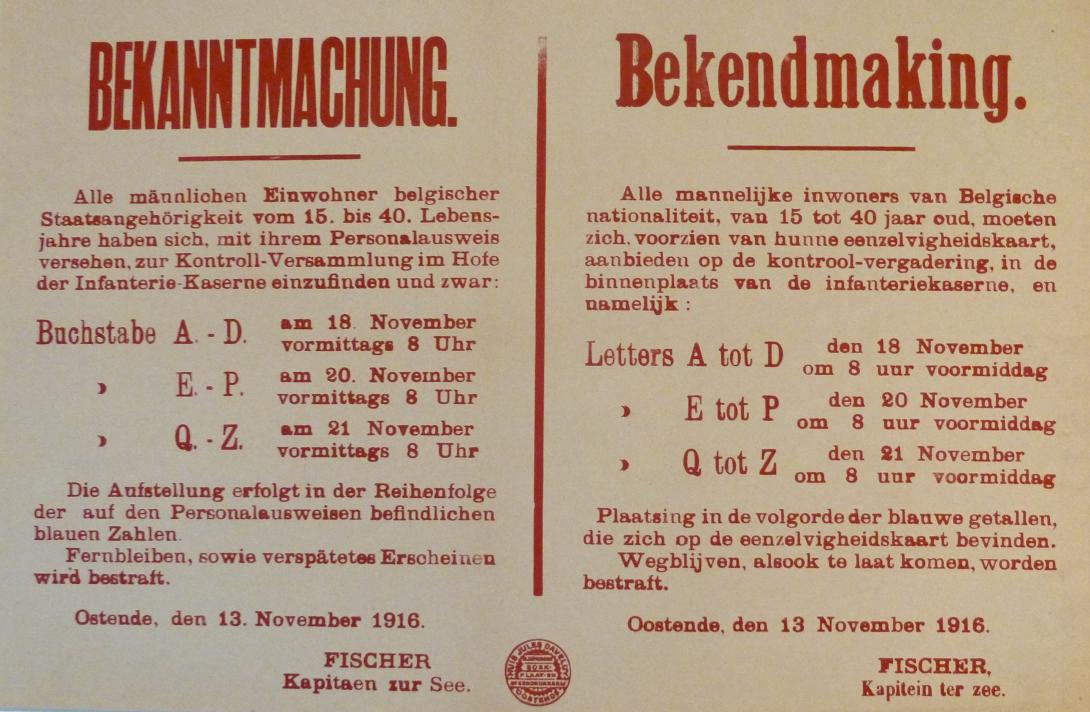 BEKANNTMACHUNG.
Alle männlichen Einwohner belgischer
Staatsangehörigkeit vom 15. bis 40. Lebens-
jahre haben sich, mit ihrem Personalausweis
versehen, zur Kontroll-Versammlung im Hofe
der Infanterie-Kaserne einzufinden und zwar:
Buchstabe A. - D. am 18. November
vormittags 8 Uhr
» E. - P. am 20. November
vormittags 8 Uhr
» Q. - Z. am 21 November
vormittags 8 Uhr
Die Aufstellung erfolgt in der Reihenfolge
der auf den Personalausweisen befindlichen
blauen Zahlen.
Fernbleiben, sowie verspätetes Erscheinen
wird bestraft.
Ostende, den 13. November 1916.
FISCHER
Kapitaen zur See.
Bekendmaking.
Alle mannelijke inwoners van Belgische
nationaliteit, van 15 tot 40 jaar oud, moeten
zich, voorzien van hunne eenzelvigheidskaart,
aanbieden op de kontrool-vergadering, in de
binnenplaats van de infanteriekaserne, en
namelijk :
Letters A tot D den 18 November
om 8 uur voormiddag
» E tot P den 20 November
om 8 uur voormiddag
» Q tot Z den 21 November
om 8 uur voormiddag
Plaatsing in de volgorde der blauwe getallen,
die zich op de eenzelvigheidskaart bevinden.
Wegblijven, alsook te laat komen, worden
bestraft.
Oostende, den 13 November 1916.
FISCHER,
Kapitein ter zee.
HUIS JULES DAVELUY
BOEK-
PLAAT- EN
STEENDRUKKERIJ
OOSTENDE